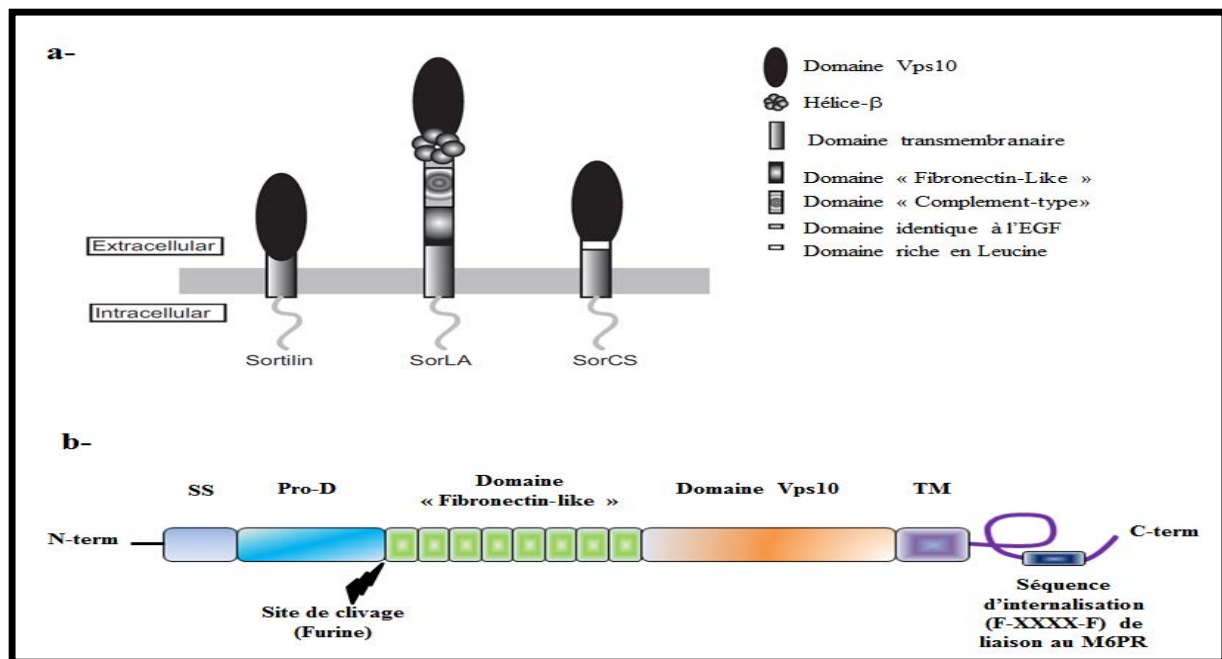 a-
Domaine Vps10
Hélice-β
Domaine transmembranaire
Domaine « Fibronectin-Like »
Domaine « Complement-type»
Domaine identique à l'EGF
Domaine riche en Leucine
Extracellular
Intracellular
Sortilin
SorLA
SorCS
b-
SS
Pro-D
Domaine
« Fibronectin-like »
Domaine Vps10
TM
N-term
C-term
Site de clivage
(Furine)
Séquence
d'internalisation
(F-XXXX-F) de
liaison au M6PR